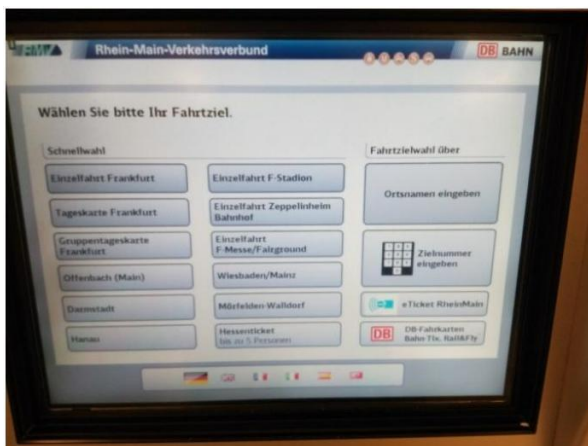 RMV
Rhein-Main-Verkehrsverbund
DB BAHN
Wählen Sie bitte Ihr Fahrtziel.
Schnellwahl
Fahrtzielwahl über
Einzelfahrt Frankfurt
Einzelfahrt F-Stadion
Ortsnamen eingeben
Tageskarte Frankfurt
Einzelfahrt Zeppelinheim
Bahnhof
Gruppentageskarte
Frankfurt
Einzelfahrt
F-Messe/Fairground
Zielnummer
eingeben
Offenbach (Main)
Wiesbaden/Mainz
Darmstadt
Mörfelden-Walldorf
eTicket RheinMain
Hanau
Hessenticket
bis zu 5 Personen
DB
DB-Fahrkarten
Bahn-Tix, Rail&Fly